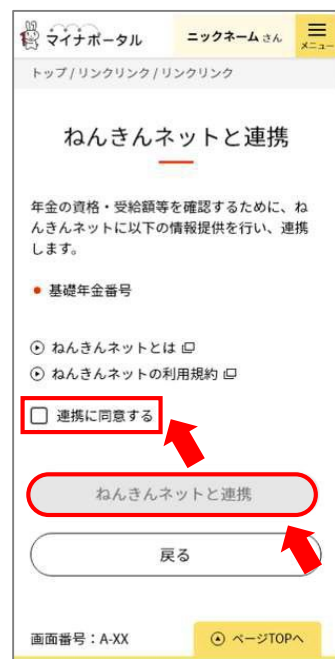 マイナポータル
ニックネーム さん
メニュー
トップ / リンクリンク / リンクリンク
ねんきんネットと連携
年金の資格・受給額等を確認するために、ね
んきんネットに以下の情報提供を行い、連携
します。
基礎年金番号
ねんきんネットとは
ねんきんネットの利用規約
連携に同意する
ねんきんネットと連携
戻る
画面番号：A-XX
ページTOPへ